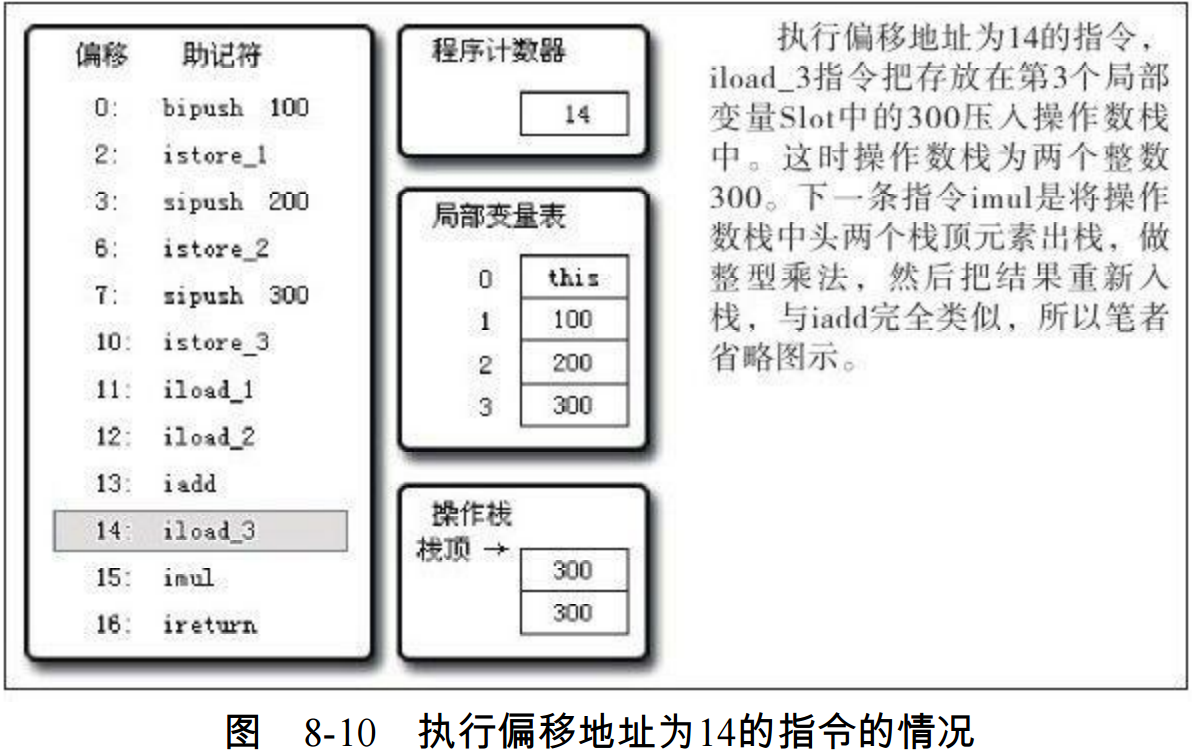 偏移 助记符
0: bipush 100
2: istore_1
3: sipush 200
6: istore_2
7: sipush 300
10: istore_3
11: iload_1
12: iload_2
13: iadd
14: iload_3
15: imul
16: ireturn
程序计数器
14
局部变量表
0 this
1 100
2 200
3 300
操作栈
栈顶 →
300
300
执行偏移地址为14的指令，
iload_3指令把存放在第3个局部
变量Slot中的300压入操作数栈
中。这时操作数栈为两个整数
300。下一条指令imul是将操作
数栈中头两个栈顶元素出栈，做
整型乘法，然后把结果重新入
栈，与iadd完全类似，所以笔者
省略图示。
图 8-10 执行偏移地址为14的指令的情况